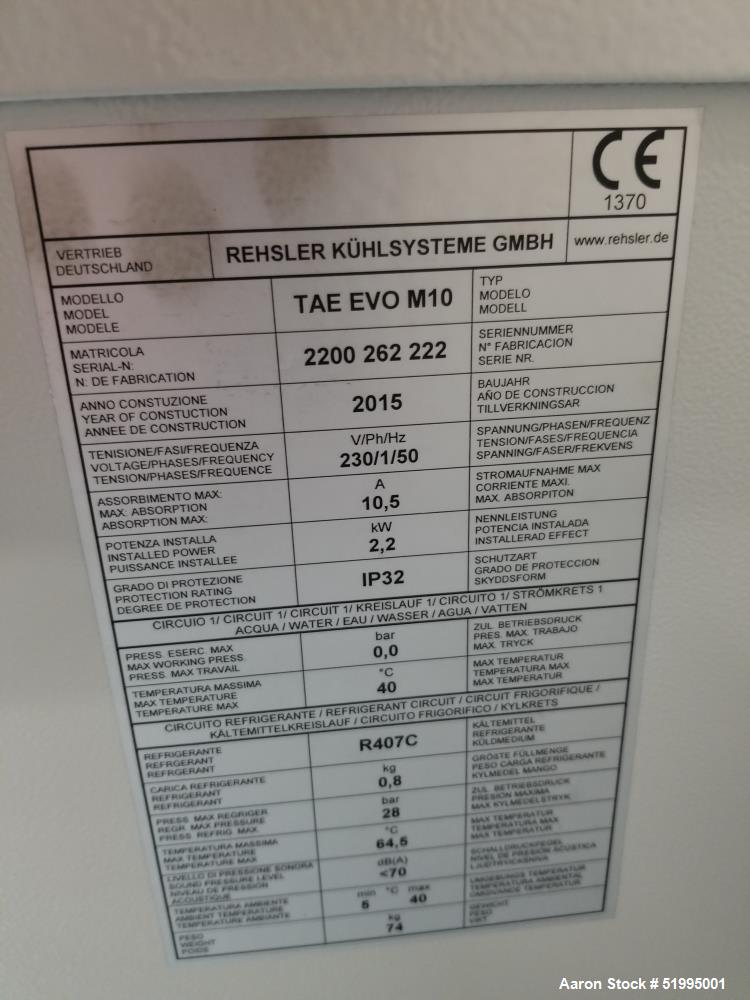 CE
1370
VERTRIEB
DEUTSCHLAND
REHSLER KÜHLSYSTEME GMBH
www.rehsler.de
MODELLO
MODEL
MODELE
TAE EVO M10
TYP
MODELO
MODELL
MATRICOLA
SERIAL-N:
N: DE FABRICATION
2200 262 222
SERIENNUMMER
N° FABRICACION
SERIE NR.
ANNO CONSTUZIONE
YEAR OF CONSTUCTION
ANNEE DE CONSTRUCTION
2015
BAUJAHR
AÑO DE CONSTRUCCION
TILLVERKNINGSAR
TENISIONE/FASI/FREQUENZA
VOLTAGE/PHASES/FREQUENCY
TENSION/PHASES/FREQUENCE
V/Ph/Hz
230/1/50
SPANNUNG/PHASEN/FREQUENZ
TENSION/FASES/FREQUENCIA
SPANNING/FASER/FREKVENS
ASSORBIMENTO MAX:
MAX: ABSORPTION
ABSORPTION MAX:
A
10,5
STROMAUFNAHME MAX
CORRIENTE MAXI.
MAX. ABSORPITON
POTENZA INSTALLA
INSTALLED POWER
PUISSANCE INSTALLEE
kW
2,2
NENNLEISTUNG
POTENCIA INSTALADA
INSTALLERAD EFFECT
GRADO DI PROTEZIONE
PROTECTION RATING
DEGREE DE PROTECTION
IP32
SCHUTZART
GRADO DE PROTECCION
SKYDDSFORM
CIRCUIO 1/ CIRCUIT 1/ CIRCUIT 1/ KREISLAUF 1/ CIRCUITO 1/ STRÖMKRETS 1
ACQUA / WATER / EAU / WASSER / AGUA / VATTEN
PRESS. ESERC. MAX
MAX WORKING PRESS.
PRESS. MAX TRAVAIL
bar
0,0
ZUL. BETRIEBSDRUCK
PRES. MAX. TRABAJO
MAX. TRYCK
TEMPERATURA MASSIMA
MAX TEMPERATURE
TEMPERATURE MAX
°C
40
MAX TEMPERATUR
TEMPERATURA MAX
MAX TEMPERATUR
CIRCUITO REFRIGERANTE / REFRIGERANT CIRCUIT / CIRCUIT FRIGORIFIQUE /
KÄLTEMITTELKREISLAUF / CIRCUITO FRIGORIFICO / KYLKRETS
REFRIGERANTE
REFRGERANT
REFRGERANT
R407C
KÄLTEMITTEL
REFRIGERANTE
KÜLDMEDIUM
CARICA REFRIGERANTE
REFRIGERANT
REFRIGERANT
kg
0,8
GRÖSTE FÜLLMENGE
PESO CARGA REFRIGERANTE
KYLMEDEL MANGO
PRESS MAX REGRIGER
REGR. MAX PRESSURE
PRESS REFRIG. MAX.
bar
28
ZUL. BETRIEBSDRUCK
PRESION MAXIMA
MAX KYLMEDELSTRYK
TEMPERATURA MASSIMA
MAX TEMPERATURE
TEMPERATURE MAX
°C
64,5
MAX TEMPERATUR
TEMPERATURA MAX
MAX TEMPERATUR
LIVELLO DI PRESSIONE SONORA
SOUND PRESSURE LEVEL
NIVEAU DE PRESSION
ACOUSTIQUE
dB(A)
<70
SCHALLDRUCKPEGEL
NIVEL DE PRESION ACUSTICA
TEMPERATURA AMBIENTE
AMBIENT TEMPERATURE
TEMPERATURE AMBIANTE
min °C max
5 40
UMGEBUNGS TEMPERATUR
TEMPERATURA AMBIENTAL
OMGIVANDE TEMPERATUR
PESO
WEIGHT
POIDE
kg
74
GEWICHT
PESO
VIKT
Aaron Stock # 51995001